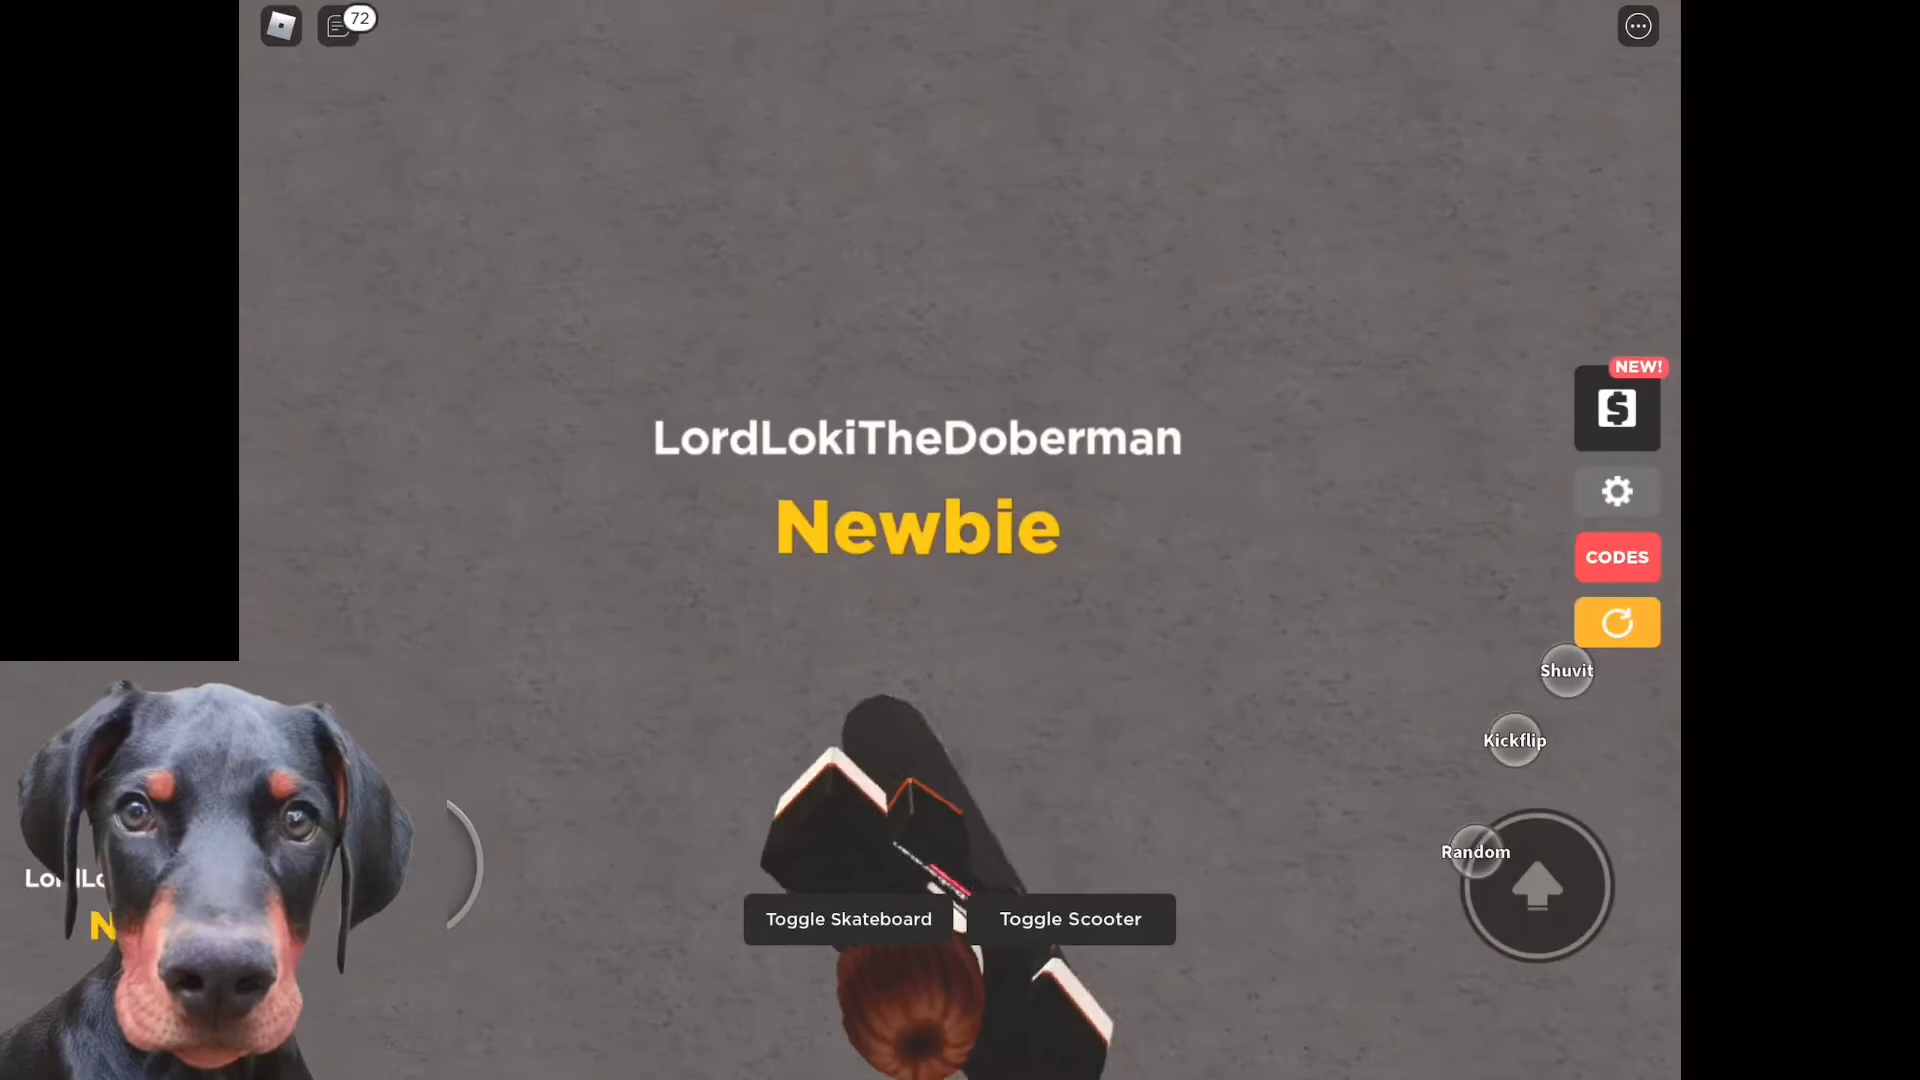 72
NEW!
LordLokiTheDoberman
Newbie
CODES
Shuvit
Kickflip
Random
Toggle Skateboard
Toggle Scooter